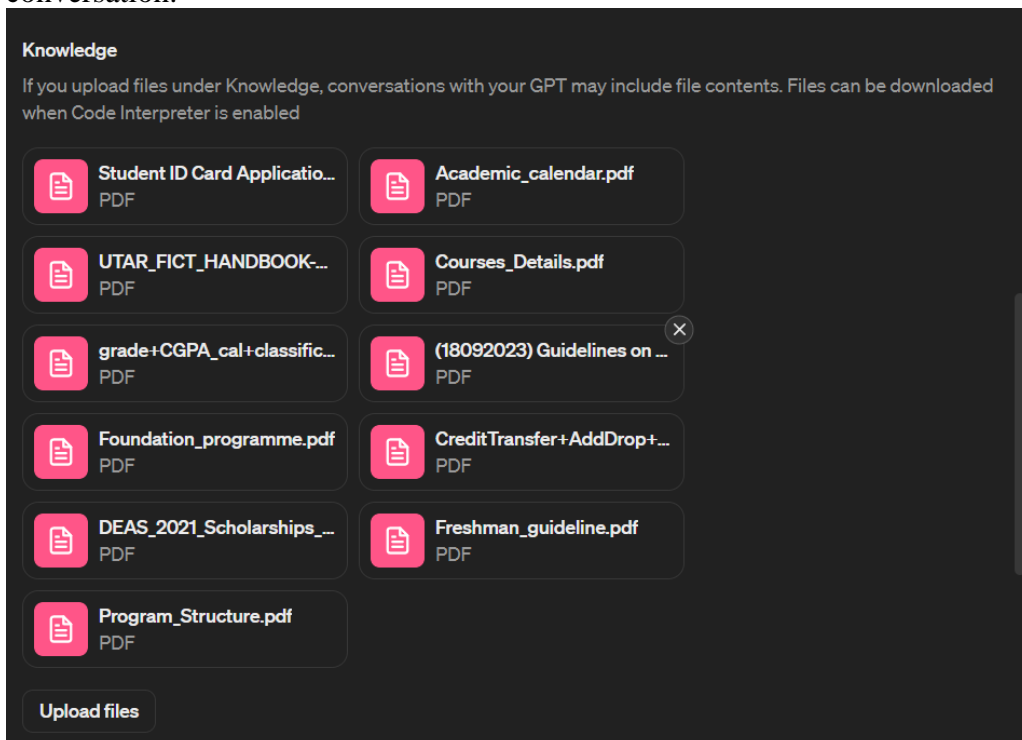 Knowledge
If you upload files under Knowledge, conversations with your GPT may include file contents. Files can be downloaded
when Code Interpreter is enabled
Student ID Card Applicatio...
PDF
Academic_calendar.pdf
PDF
UTAR_FICT_HANDBOOK-...
PDF
Courses_Details.pdf
PDF
grade+CGPA_cal+classific...
PDF
(18092023) Guidelines on ...
PDF
Foundation_programme.pdf
PDF
CreditTransfer+AddDrop+...
PDF
DEAS_2021_Scholarships_...
PDF
Freshman_guideline.pdf
PDF
Program_Structure.pdf
PDF
Upload files